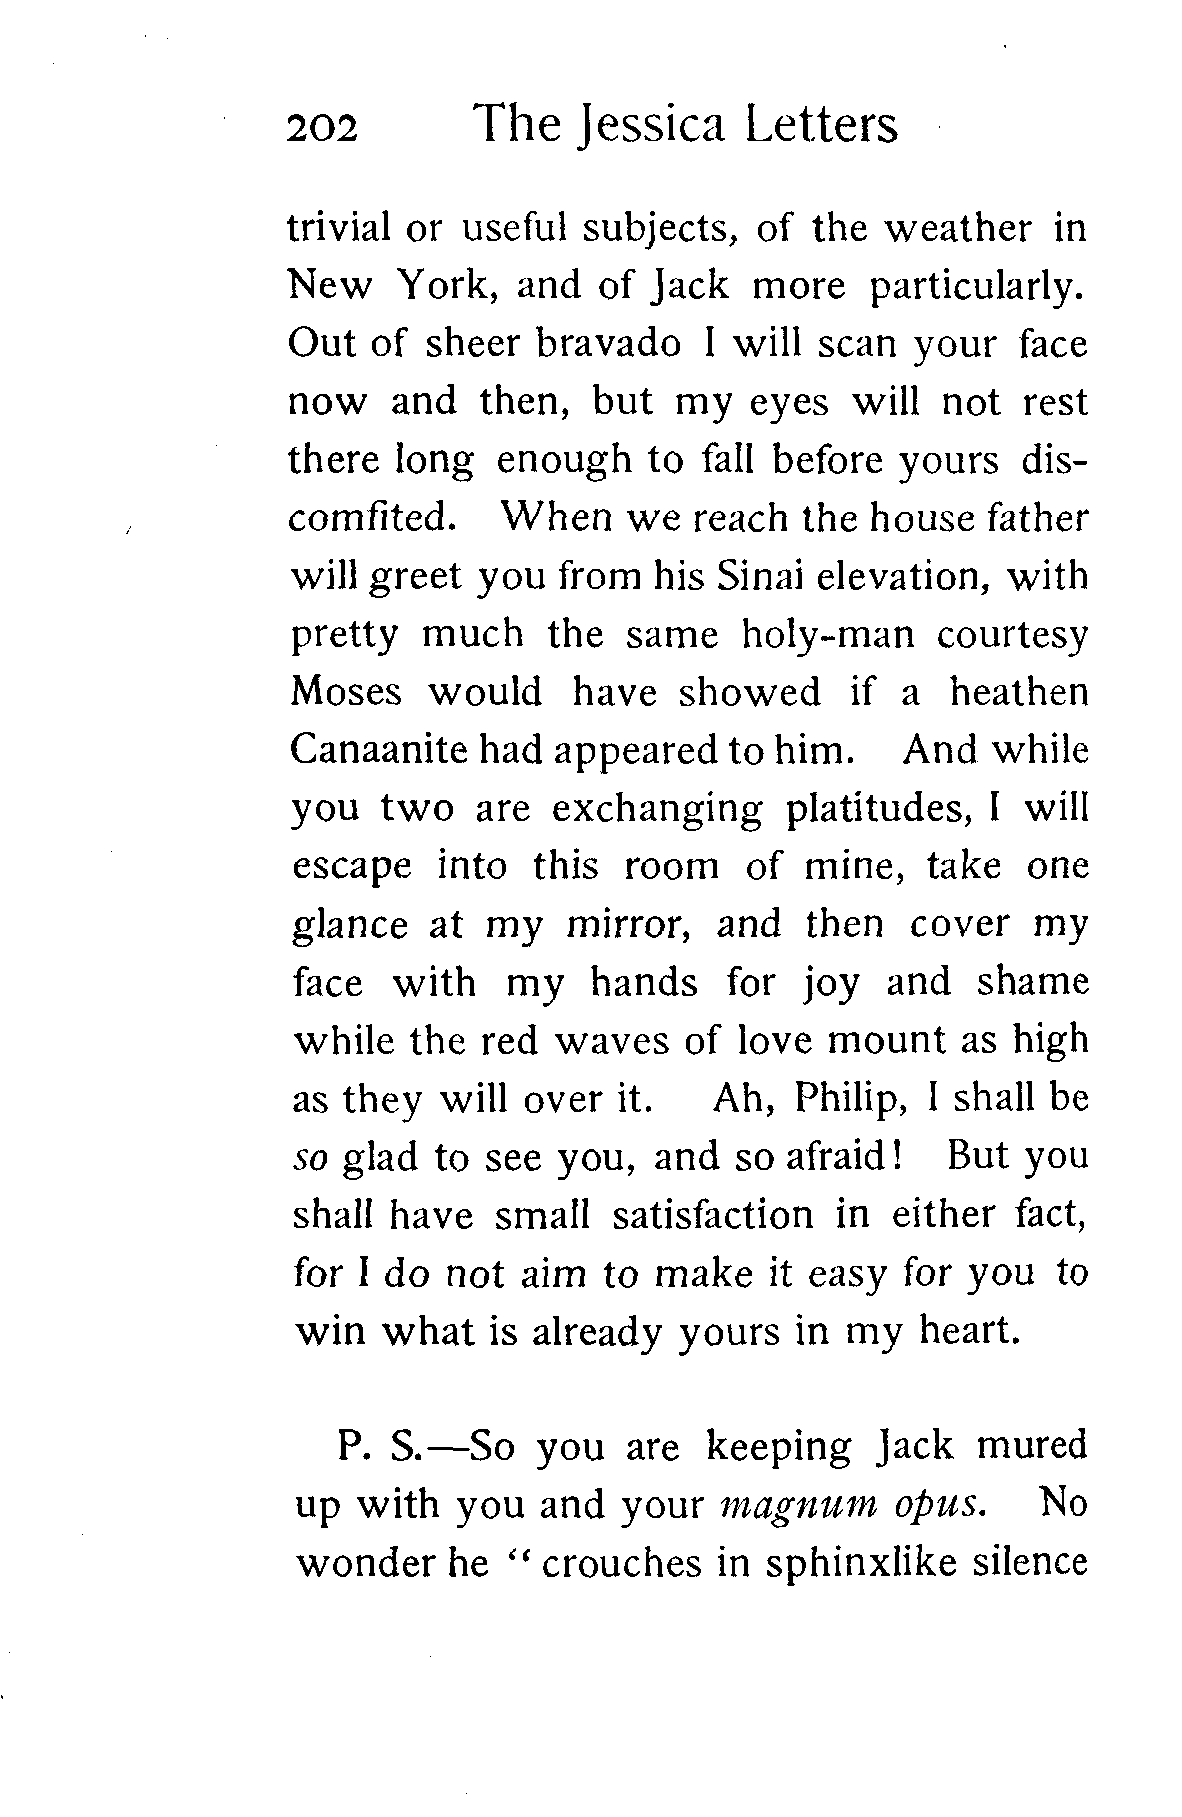 202 The Jessica Letters
trivial or useful subjects, of the weather in
New York, and of Jack more particularly.
Out of sheer bravado I will scan your face
now and then, but my eyes will not rest
there long enough to fall before yours dis-
comfited. When we reach the house father
will greet you from his Sinai elevation, with
pretty much the same holy-man courtesy
Moses would have showed if a heathen
Canaanite had appeared to him. And while
you two are exchanging platitudes, I will
escape into this room of mine, take one
glance at my mirror, and then cover my
face with my hands for joy and shame
while the red waves of love mount as high
as they will over it. Ah, Philip, I shall be
so glad to see you, and so afraid! But you
shall have small satisfaction in either fact,
for I do not aim to make it easy for you to
win what is already yours in my heart.
P. S.—So you are keeping Jack mured
up with you and your magnum opus. No
wonder he “ crouches in sphinxlike silence